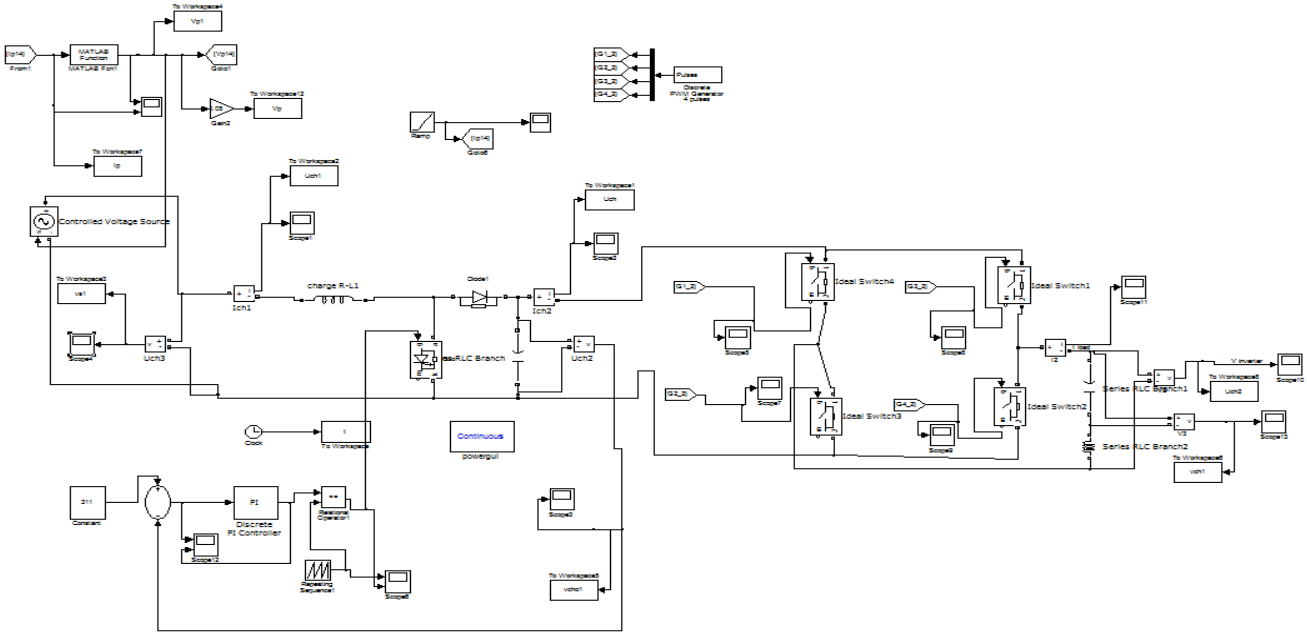 To Workspace4
Vp1
[Ip14]
From1
MATLAB
Function
MATLAB Fcn1
[Vp14]
Goto1
To Workspace12
Vp
Gain2
To Workspace7
Ip
[G1_2]
[G2_2]
[G3_2]
[G4_2]
Pulses
Discrete
PWM Generator
4 pulses
Ramp
[Ip14]
Goto6
To Workspace2
Uch1
Scope1
Controlled Voltage Source
To Workspace1
Uch
Scope2
To Workspace3
va1
Scope4
Uch3
Ich1
charge R-L1
Diode1
Ich2
RLC Branch
Uch2
[G1_2]
Ideal Switch4
[G3_2]
Ideal Switch1
Scope11
Scope5
Scope6
I2
I load
V inverter
Scope10
Series RLC Branch1
To Workspace8
Uch2
[G2_2]
Scope7
Ideal Switch3
[G4_2]
Scope9
Ideal Switch2
V3
Scope13
Series RLC Branch2
To Workspace6
vch1
Clock
t
To Workspace
Continuous
powergui
311
Constant
PI
Discrete
PI Controller
Scope12
Relational
Operator1
Repeating
Sequence1
Scope8
Scope3
To Workspace5
vcho1